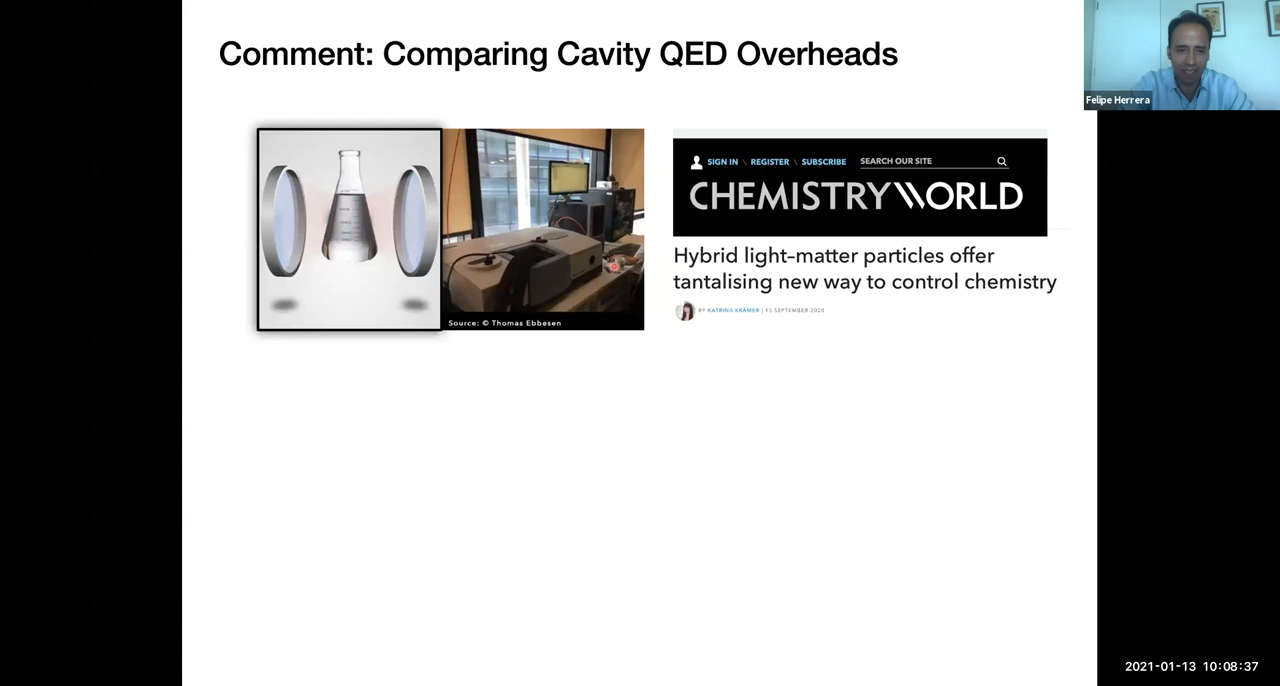 Comment: Comparing Cavity QED Overheads
Felipe Herrera
Source: © Thomas Ebbesen
SIGN IN \ REGISTER \ SUBSCRIBE SEARCH OUR SITE
CHEMISTRY WORLD
Hybrid light–matter particles offer
tantalising new way to control chemistry
BY KATRINA KRÄMER | 15 SEPTEMBER 2020
2021-01-13 10:08:37